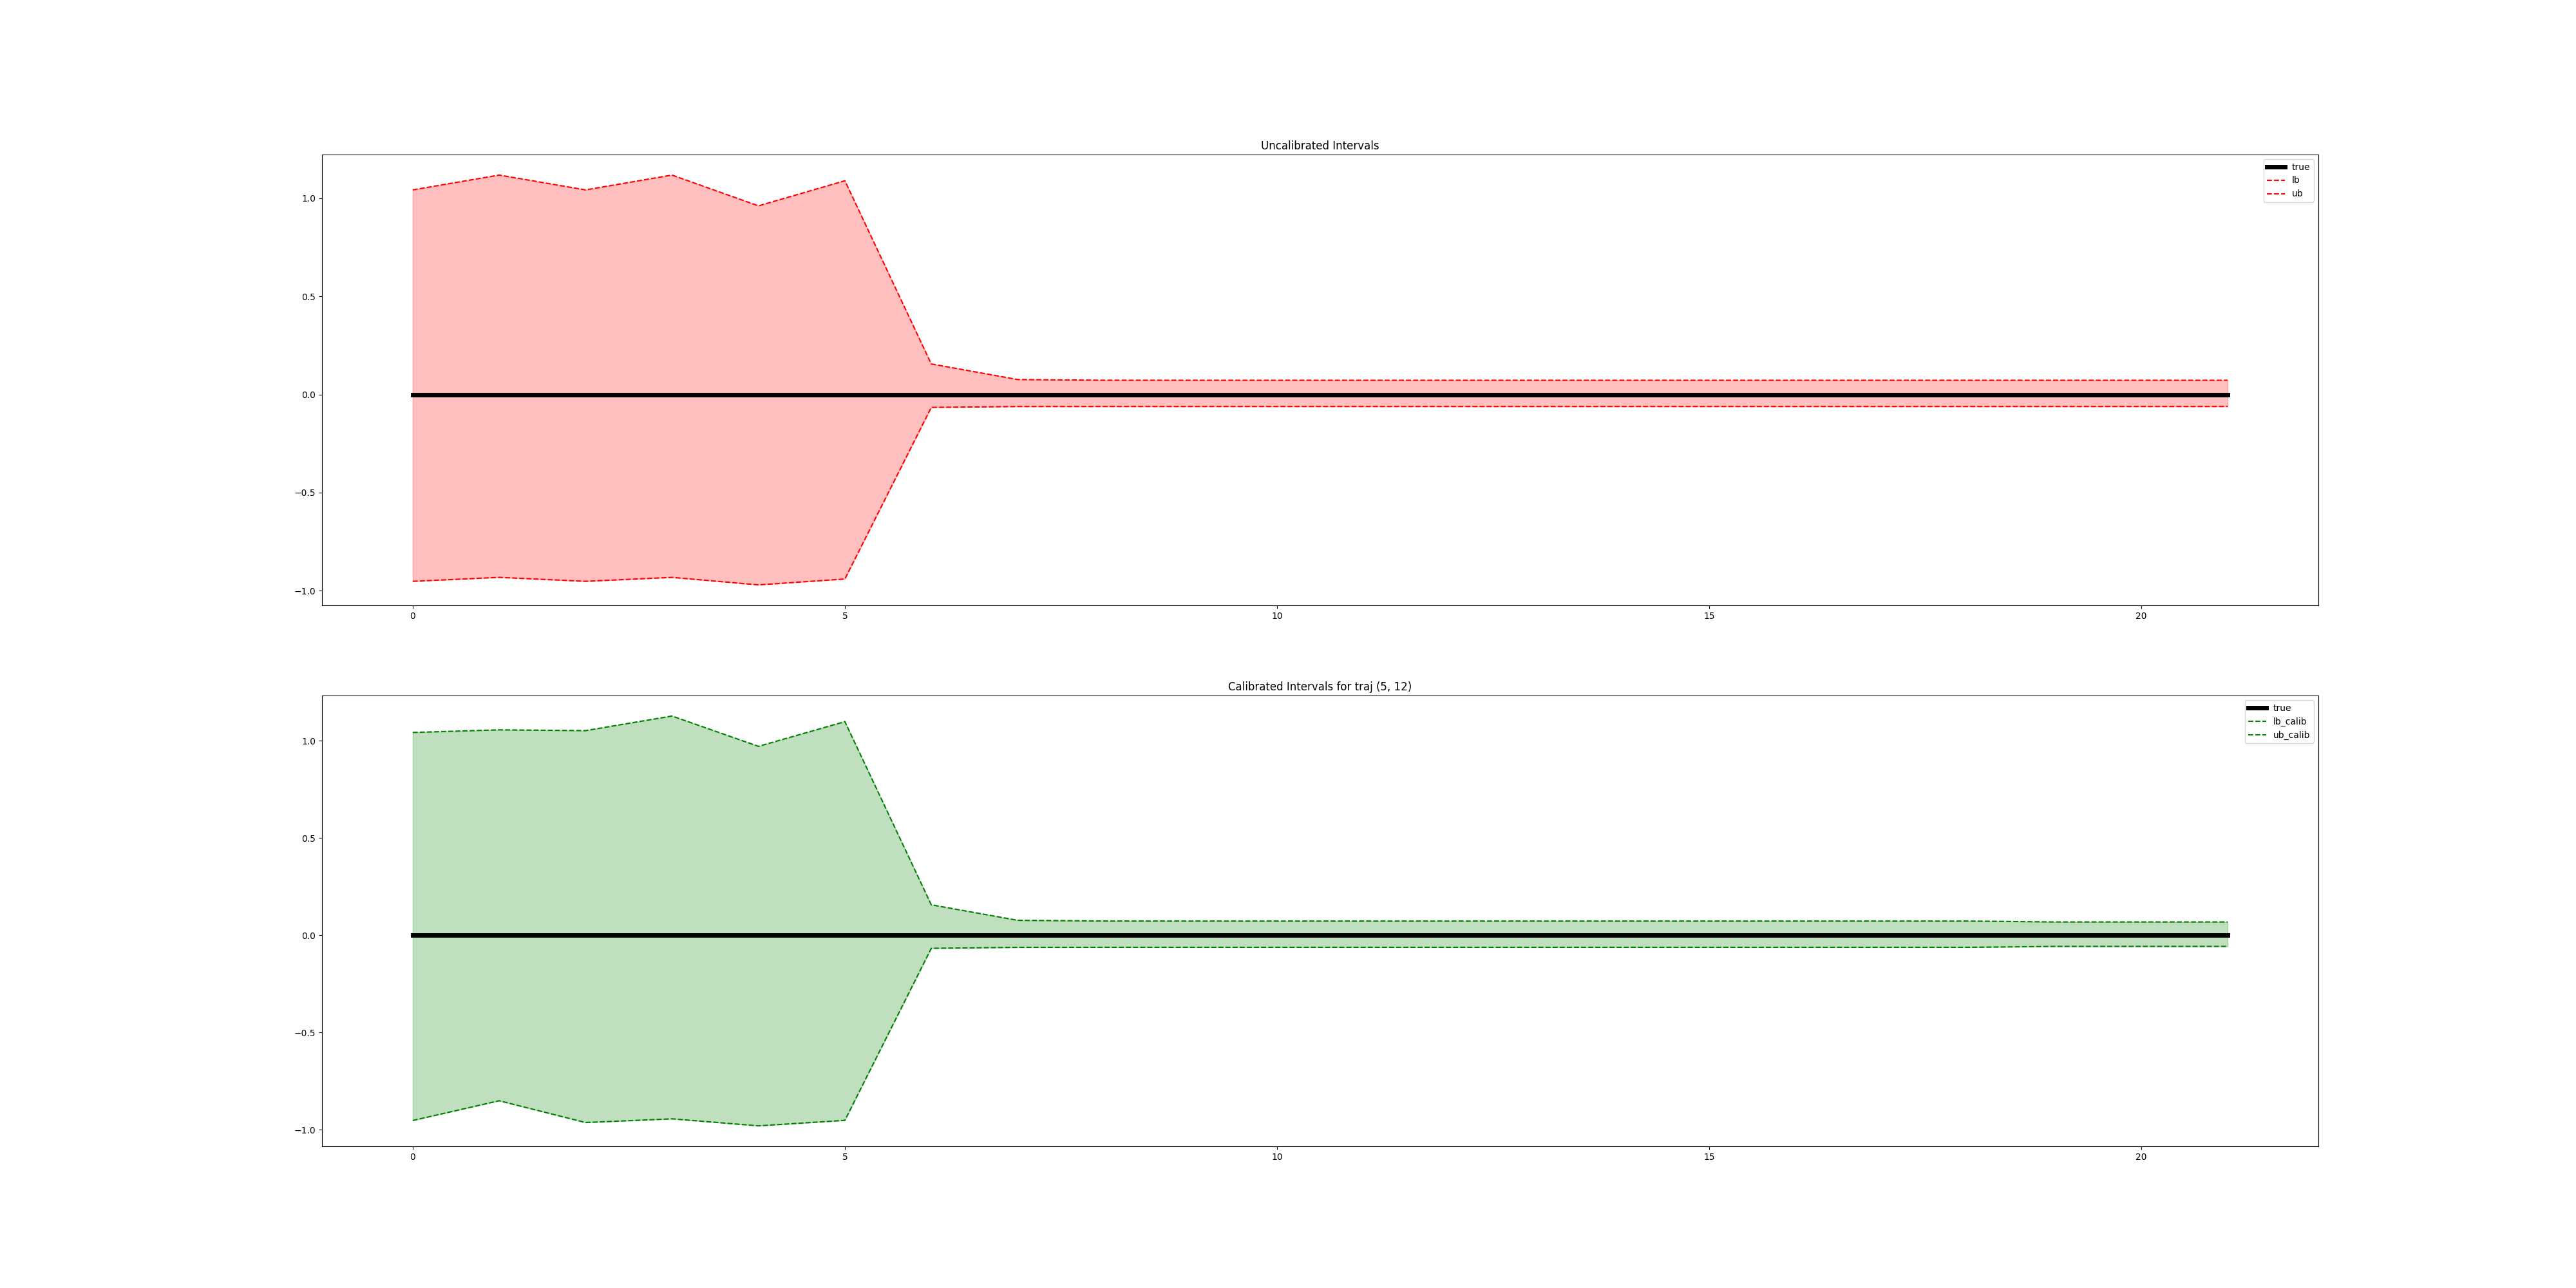 Uncalibrated Intervals
true
lb
ub
1.0
0.5
0.0
−0.5
−1.0
0 5 10 15 20
Calibrated Intervals for traj (5, 12)
true
lb_calib
ub_calib
1.0
0.5
0.0
−0.5
−1.0
0 5 10 15 20